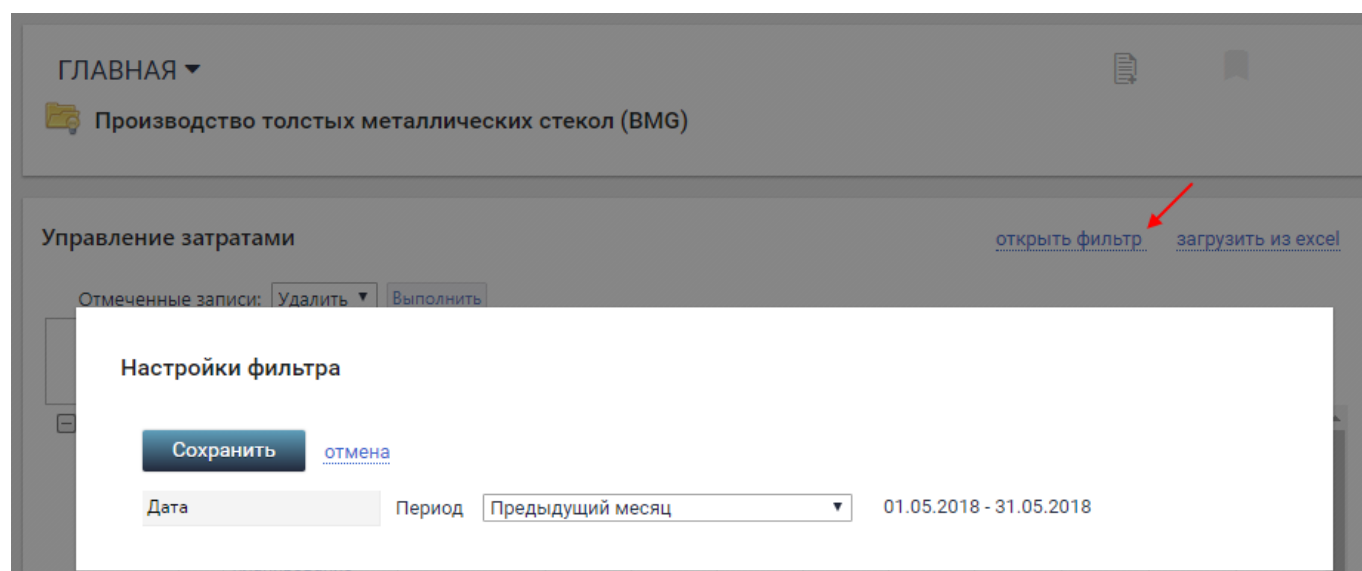 ГЛАВНАЯ
Производство толстых металлических стекол (BMG)
Управление затратами открыть фильтр загрузить из excel
Отмеченные записи: Удалить Выполнить
Настройки фильтра
Сохранить отмена
Дата Период Предыдущий месяц 01.05.2018 - 31.05.2018